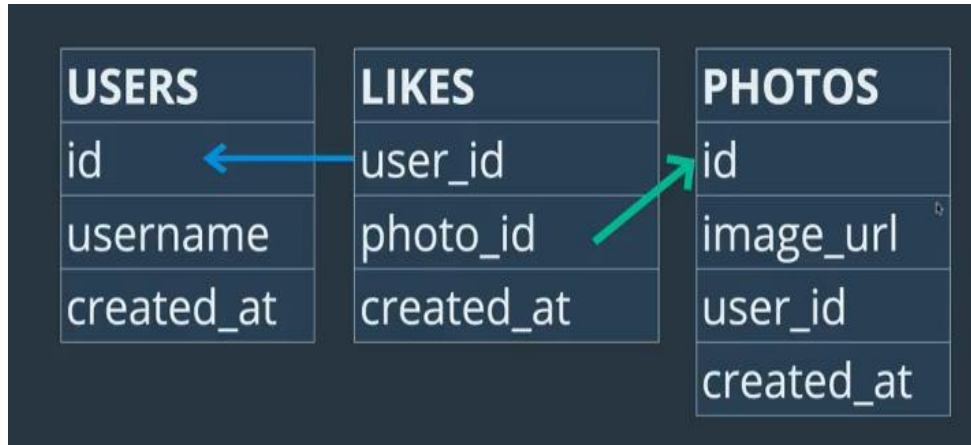 USERS
id
username
created_at
LIKES
user_id
photo_id
created_at
PHOTOS
id
image_url
user_id
created_at